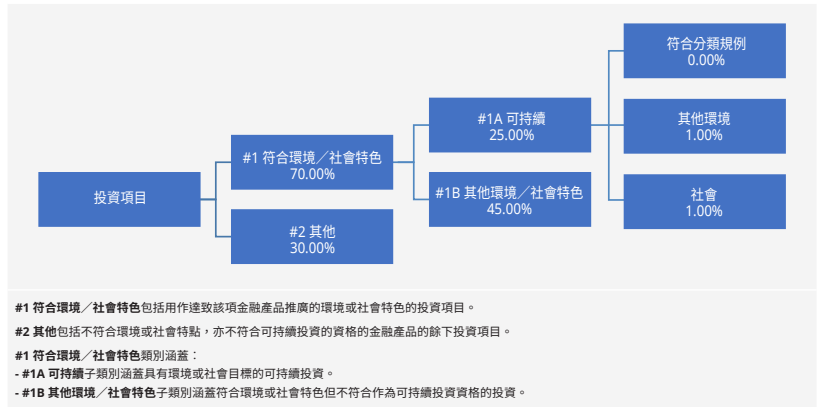 投資項目
#1 符合環境／社會特色
70.00%
#2 其他
30.00%
#1A 可持續
25.00%
#1B 其他環境／社會特色
45.00%
符合分類規例
0.00%
其他環境
1.00%
社會
1.00%
#1 符合環境／社會特色包括用作達致該項金融產品推廣的環境或社會特色的投資項目。
#2 其他包括不符合環境或社會特點，亦不符合可持續投資的資格的金融產品的餘下投資項目。
#1 符合環境／社會特色類別涵蓋：
- #1A 可持續子類別涵蓋具有環境或社會目標的可持續投資。
- #1B 其他環境／社會特色子類別涵蓋符合環境或社會特色但不符合作為可持續投資資格的投資。